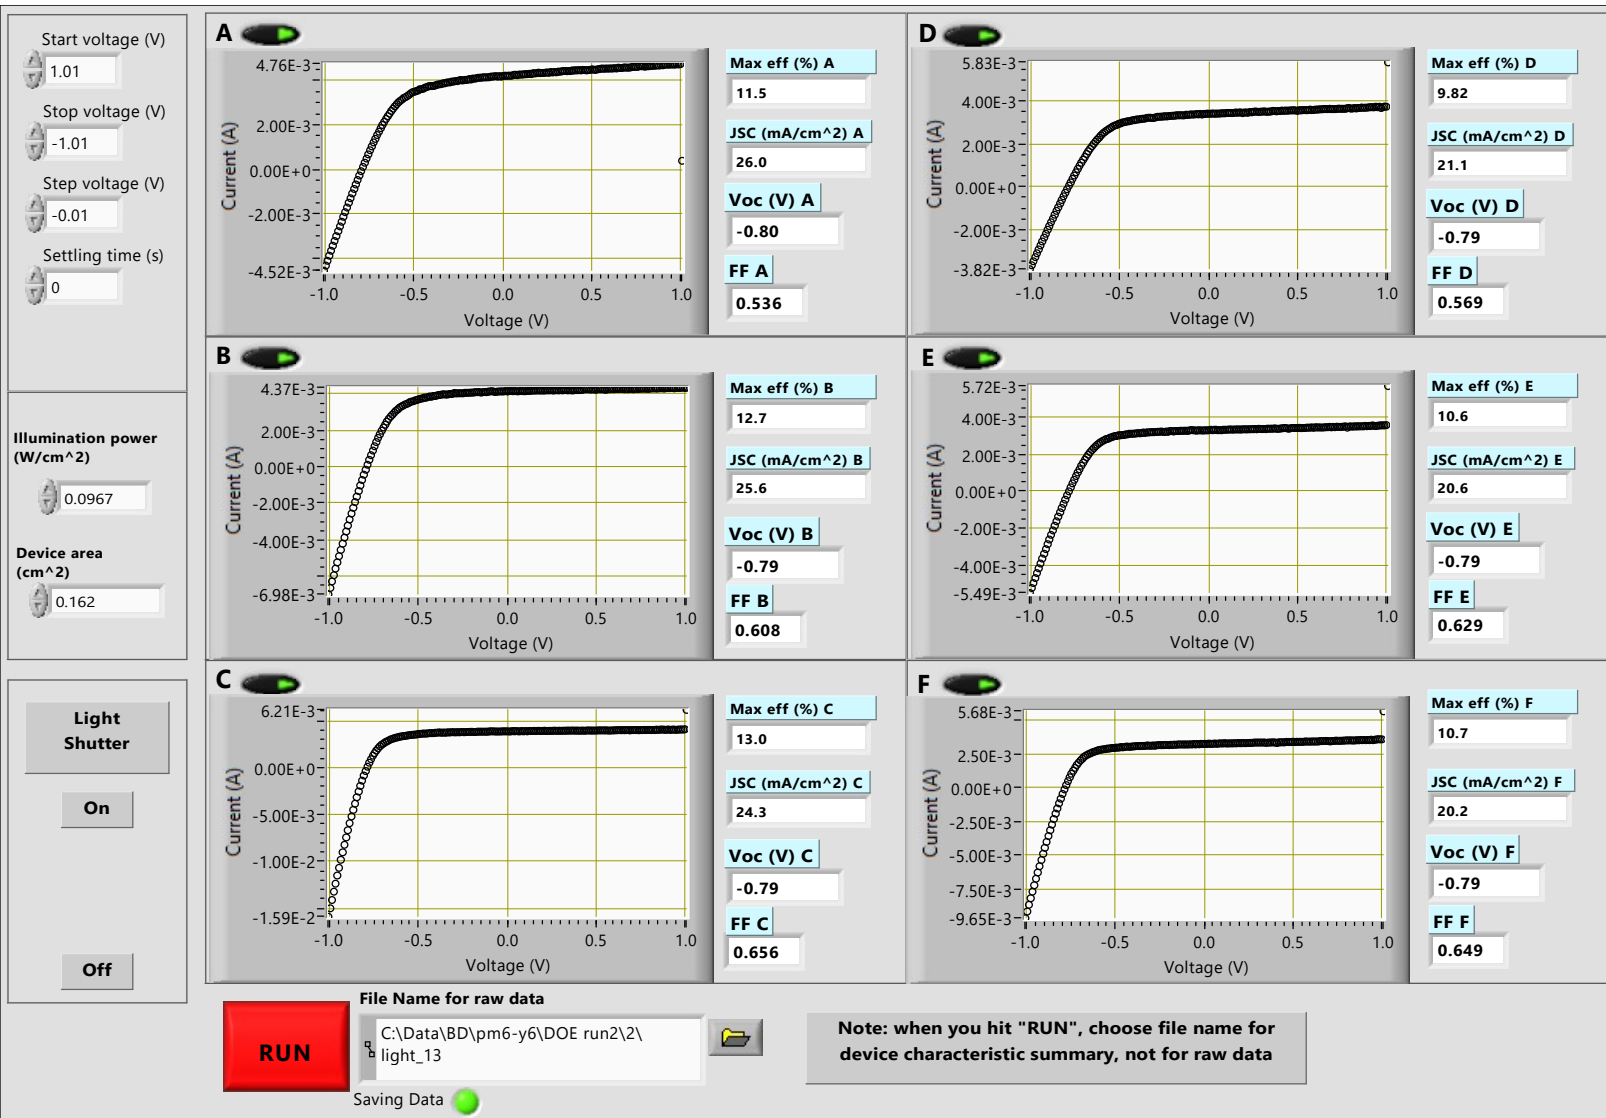 Start voltage (V)
1.01
Stop voltage (V)
-1.01
Step voltage (V)
-0.01
Settling time (s)
0
Illumination power
(W/cm^2)
0.0967
Device area
(cm^2)
0.162
Light
Shutter
On
Off
A
Current (A)
4.76E-3
2.00E-3
0.00E+0
-2.00E-3
-4.52E-3
-1.0 -0.5 0.0 0.5 1.0
Voltage (V)
Max eff (%) A
11.5
JSC (mA/cm^2) A
26.0
Voc (V) A
-0.80
FF A
0.536
B
Current (A)
4.37E-3
2.00E-3
0.00E+0
-2.00E-3
-4.00E-3
-6.98E-3
-1.0 -0.5 0.0 0.5 1.0
Voltage (V)
Max eff (%) B
12.7
JSC (mA/cm^2) B
25.6
Voc (V) B
-0.79
FF B
0.608
C
Current (A)
6.21E-3
0.00E+0
-5.00E-3
-1.00E-2
-1.59E-2
-1.0 -0.5 0.0 0.5 1.0
Voltage (V)
Max eff (%) C
13.0
JSC (mA/cm^2) C
24.3
Voc (V) C
-0.79
FF C
0.656
D
Current (A)
5.83E-3
4.00E-3
2.00E-3
0.00E+0
-2.00E-3
-3.82E-3
-1.0 -0.5 0.0 0.5 1.0
Voltage (V)
Max eff (%) D
9.82
JSC (mA/cm^2) D
21.1
Voc (V) D
-0.79
FF D
0.569
E
Current (A)
5.72E-3
4.00E-3
2.00E-3
0.00E+0
-2.00E-3
-4.00E-3
-5.49E-3
-1.0 -0.5 0.0 0.5 1.0
Voltage (V)
Max eff (%) E
10.6
JSC (mA/cm^2) E
20.6
Voc (V) E
-0.79
FF E
0.629
F
Current (A)
5.68E-3
2.50E-3
0.00E+0
-2.50E-3
-5.00E-3
-7.50E-3
-9.65E-3
-1.0 -0.5 0.0 0.5 1.0
Voltage (V)
Max eff (%) F
10.7
JSC (mA/cm^2) F
20.2
Voc (V) F
-0.79
FF F
0.649
RUN
File Name for raw data
C:\Data\BD\pm6-y6\DOE run2\2\
light_13
Saving Data
Note: when you hit "RUN", choose file name for
device characteristic summary, not for raw data